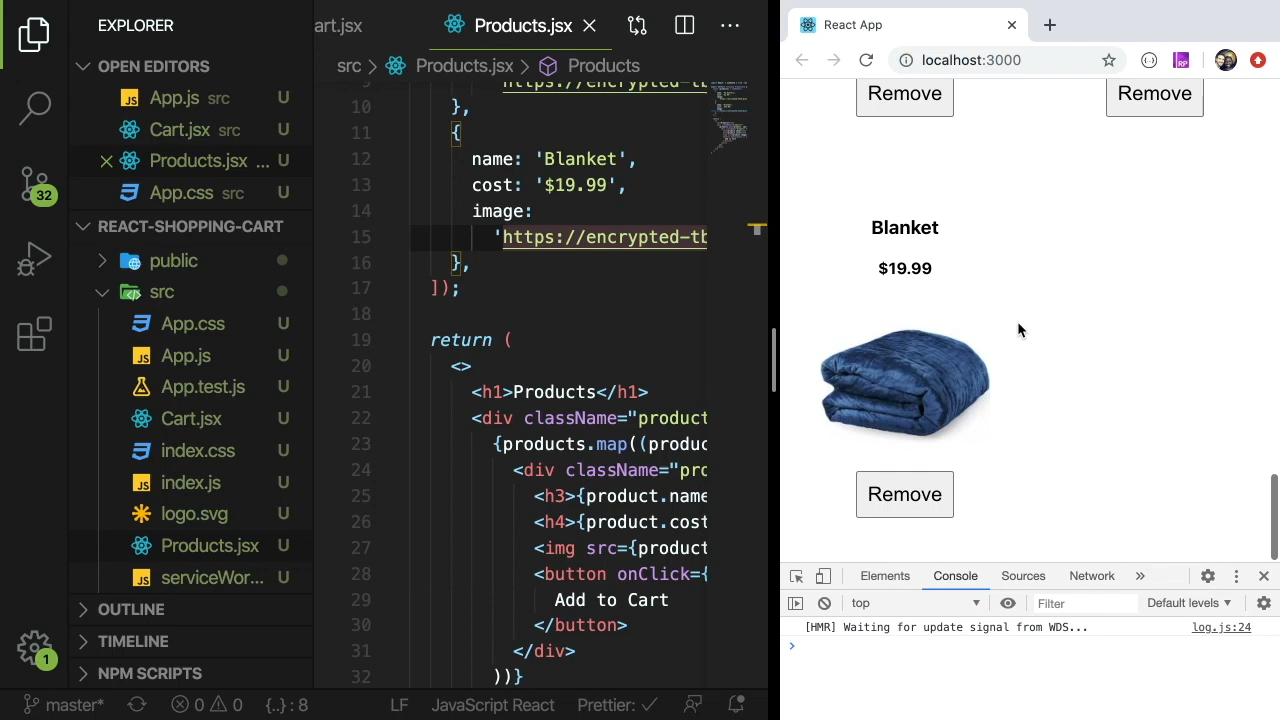 EXPLORER
OPEN EDITORS
App.js src U
Cart.jsx src U
Products.jsx ... U
App.css src U
REACT-SHOPPING-CART
public
src
App.css U
App.js U
App.test.js U
Cart.jsx U
index.css U
index.js U
logo.svg U
Products.jsx U
serviceWor... U
OUTLINE
TIMELINE
NPM SCRIPTS
32
1
art.jsx
Products.jsx
src > Products.jsx > Products
https://encrypted-tb
10 },
11 {
12 name: 'Blanket',
13 cost: '$19.99',
14 image:
15 'https://encrypted-tb
16 },
17 ]);
18
19 return (
20 <>
21 <h1>Products</h1>
22 <div className="product
23 {products.map((produc
24 <div className="pro
25 <h3>{product.name
26 <h4>{product.cost
27 <img src={product
28 <button onClick={
29 Add to Cart
30 </button>
31 </div>
32 ))}
master* 0 0 {..}: 8 LF JavaScript React Prettier: ✓
React App
localhost:3000
RP
Remove Remove
Blanket
$19.99
Remove
Elements Console Sources Network »
top Filter Default levels ▼
[HMR] Waiting for update signal from WDS... log.js:24